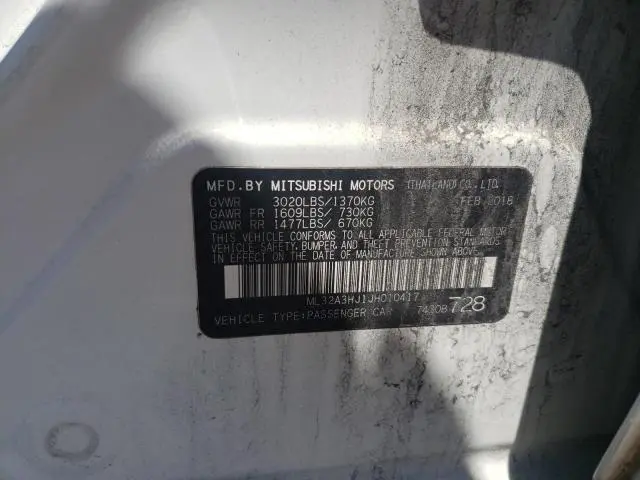 MFD. BY MITSUBISHI MOTORS (THAILAND) CO., LTD.
GVWR 3020LBS/1370KG FEB 2018
GAWR FR 1609LBS/ 730KG
GAWR RR 1477LBS/ 670KG
THIS VEHICLE CONFORMS TO ALL APPLICABLE FEDERAL MOTOR
VEHICLE SAFETY, BUMPER, AND THEFT PREVENTION STANDARDS
IN EFFECT ON THE DATE OF MANUFACTURE SHOWN ABOVE.
ML32A3HJ1JH010417
VEHICLE TYPE:PASSENGER CAR 7430B 728